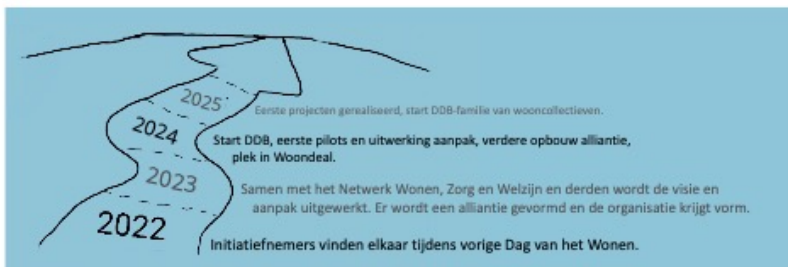 2025
Eerste projecten gerealiseerd, start DDB-familie van wooncollectieven.
2024
Start DDB, eerste pilots en uitwerking aanpak, verdere opbouw alliantie,
plek in Woondeal.
2023
Samen met het Netwerk Wonen, Zorg en Welzijn en derden wordt de visie en
aanpak uitgewerkt. Er wordt een alliantie gevormd en de organisatie krijgt vorm.
2022
Initiatiefnemers vinden elkaar tijdens vorige Dag van het Wonen.